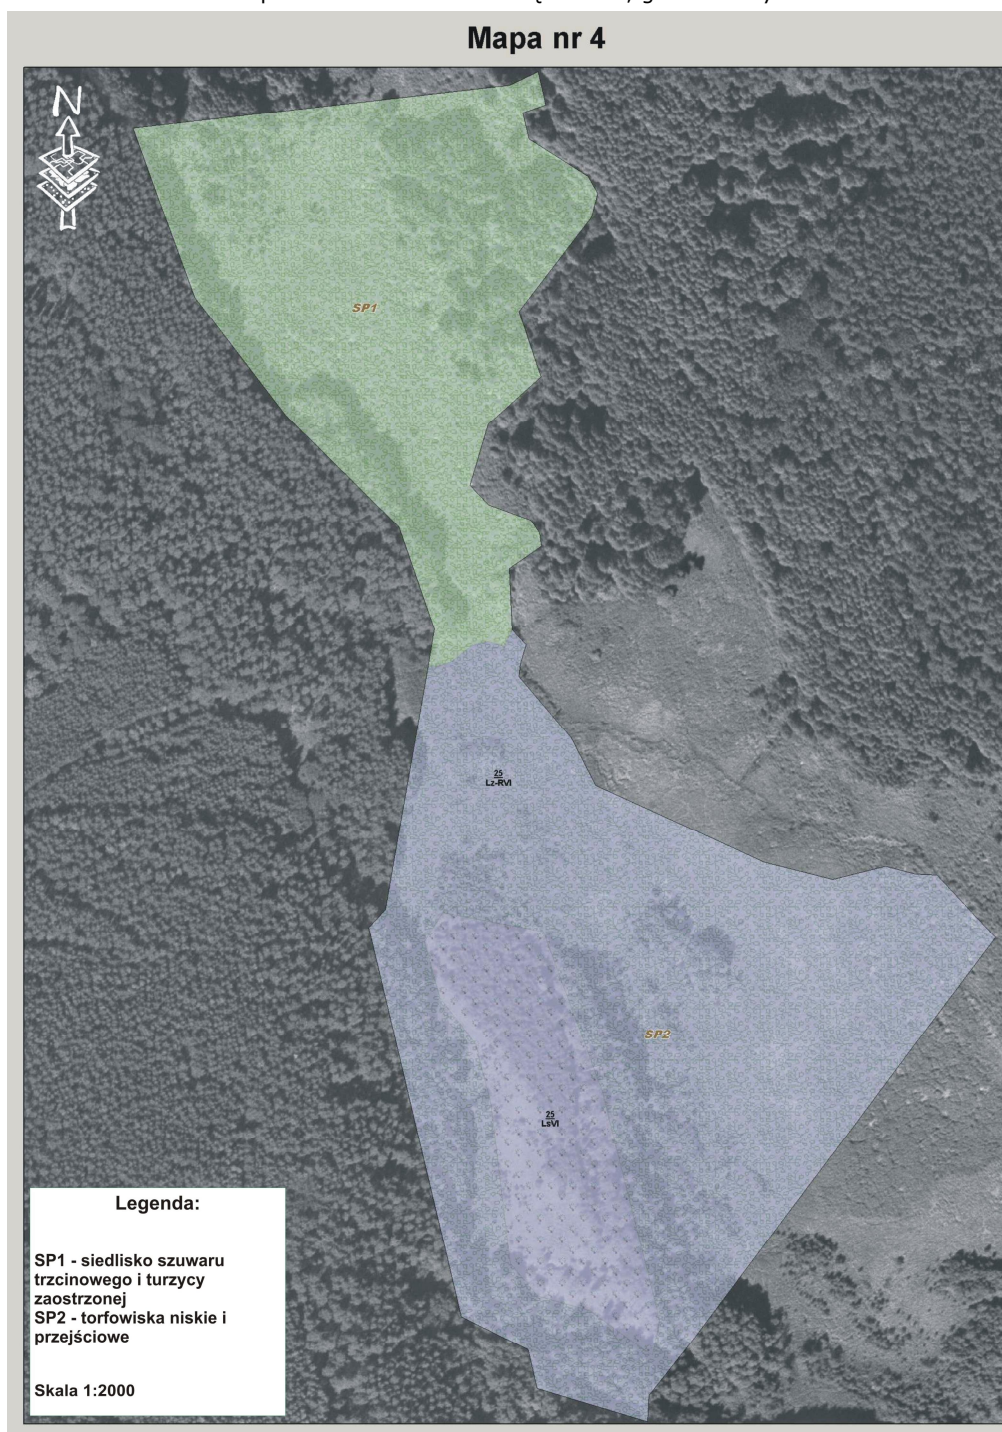 Mapa nr 4
N
SP1
25
Lz-RVI
SP2
25
LsVI
Legenda:
SP1 - siedlisko szuwaru
trzcinowego i turzycy
zaostrzonej
SP2 - torfowiska niskie i
przejściowe
Skala 1:2000